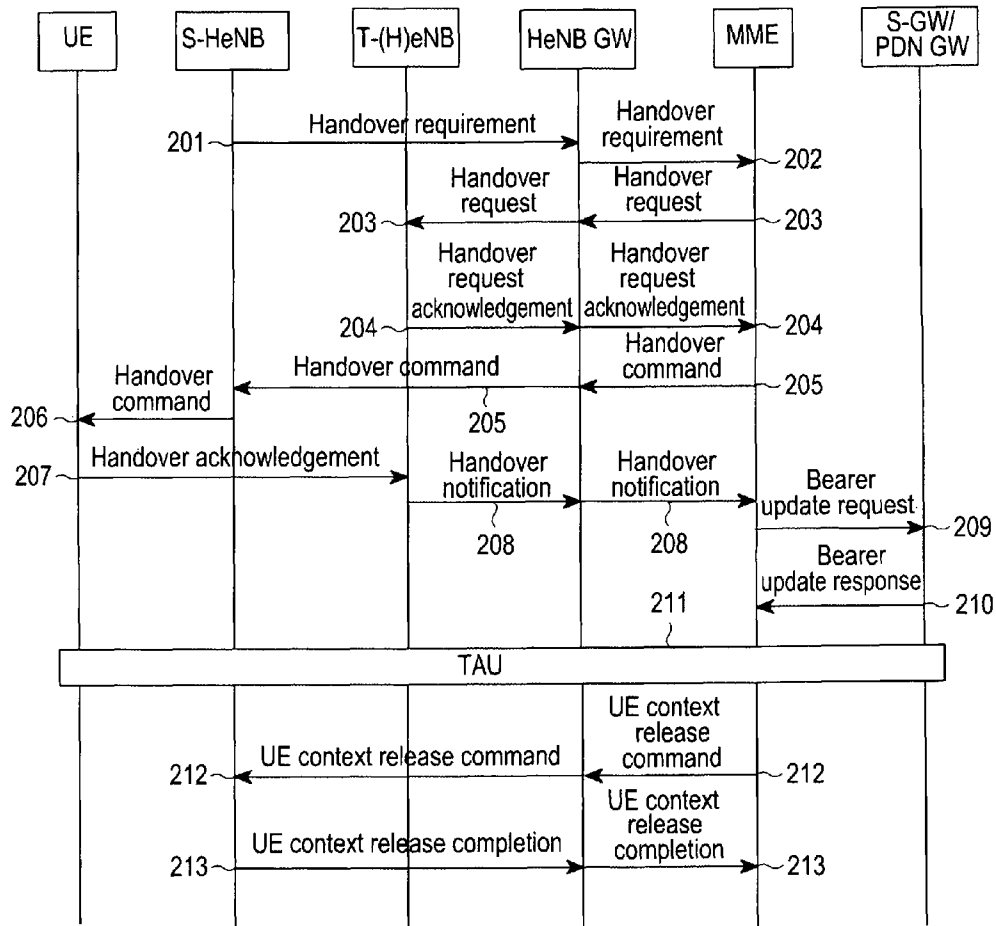 UE
S-HeNB
T-(H)eNB
HeNB GW
MME
S-GW/
PDN GW
201
Handover requirement
Handover
requirement
202
203
Handover
request
Handover
request
203
204
Handover
request
acknowledgement
Handover
request
acknowledgement
204
Handover command
205
Handover
command
205
206
Handover
command
207
Handover acknowledgement
Handover
notification
208
Handover
notification
208
Bearer
update request
209
Bearer
update response
210
211
TAU
212
UE context release command
UE context
release
command
212
213
UE context release completion
UE context
release
completion
213